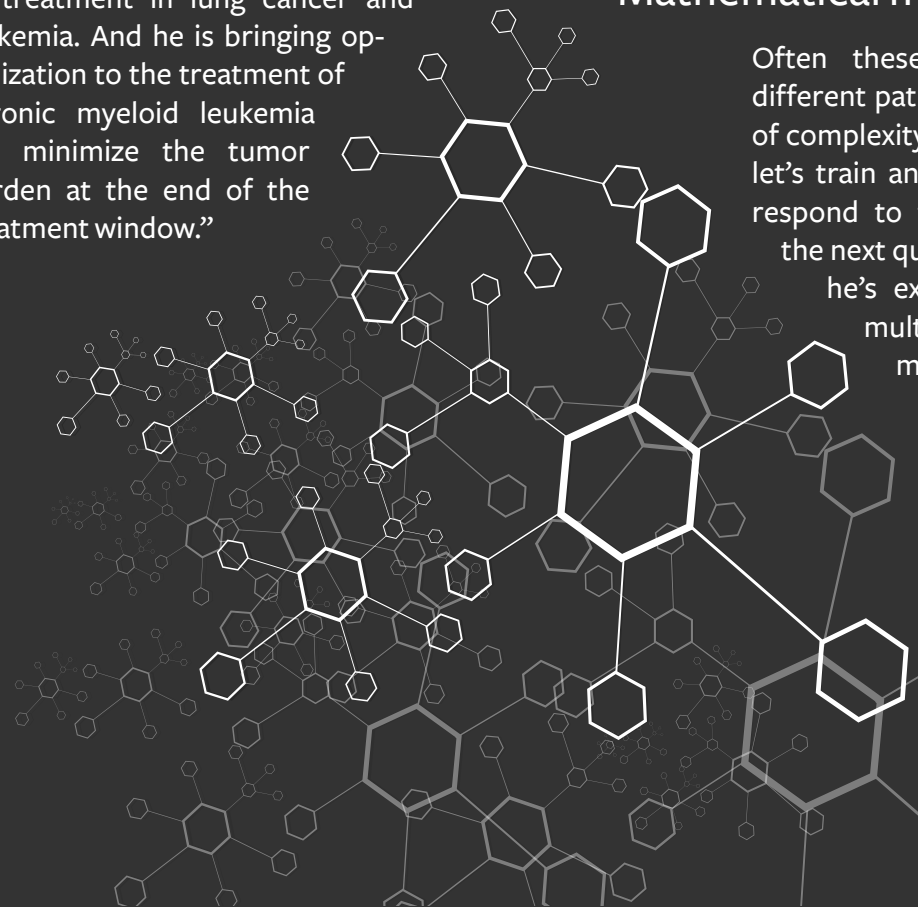 treatment in lung cancer and
kemia. And he is bringing op-
ization to the treatment of
ronic myeloid leukemia
minimize the tumor
rden at the end of the
atment window.”
Often these
different pat
of complexity
let’s train an
respond to
the next qu
he’s ex
mult
m